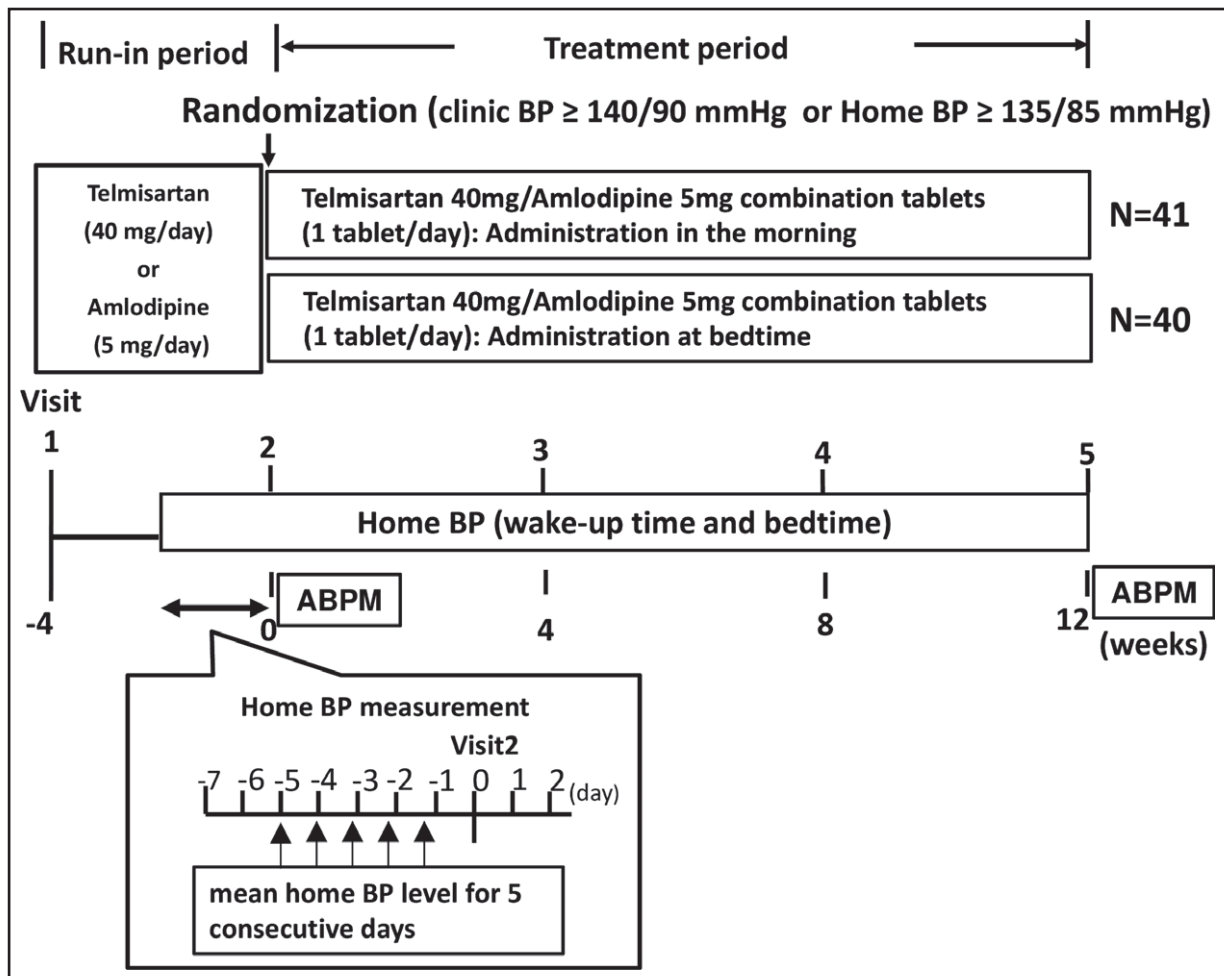 Run-in period
Treatment period
Randomization (clinic BP ≥ 140/90 mmHg or Home BP ≥ 135/85 mmHg)
Telmisartan
(40 mg/day)
or
Amlodipine
(5 mg/day)
Telmisartan 40mg/Amlodipine 5mg combination tablets
(1 tablet/day): Administration in the morning
N=41
Telmisartan 40mg/Amlodipine 5mg combination tablets
(1 tablet/day): Administration at bedtime
N=40
Visit
1 2 3 4 5
Home BP (wake-up time and bedtime)
ABPM
ABPM
-4 0 4 8 12
(weeks)
Home BP measurement
Visit2
-7 -6 -5 -4 -3 -2 -1 0 1 2 (day)
mean home BP level for 5
consecutive days